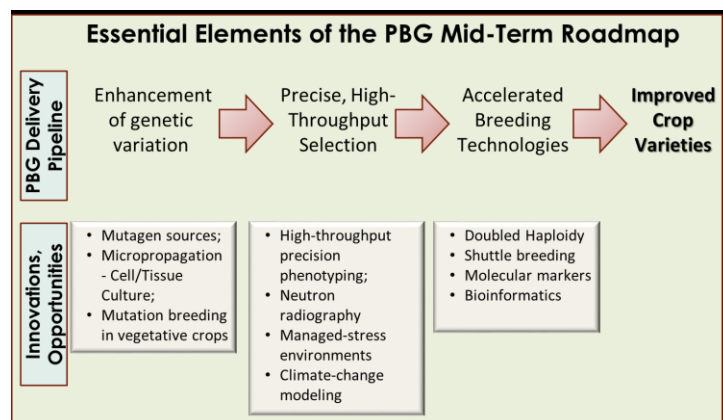 Essential Elements of the PBG Mid-Term Roadmap
PBG Delivery
Pipeline
Enhancement
of genetic
variation
Precise, High-
Throughput
Selection
Accelerated
Breeding
Technologies
Improved
Crop
Varieties
Innovations,
Opportunities
• Mutagen sources;
• Micropropagation
- Cell/Tissue
Culture;
• Mutation breeding
in vegetative crops
• High-throughput
precision
phenotyping;
• Neutron
radiography
• Managed-stress
environments
• Climate-change
modeling
• Doubled Haploidy
• Shuttle breeding
• Molecular markers
• Bioinformatics